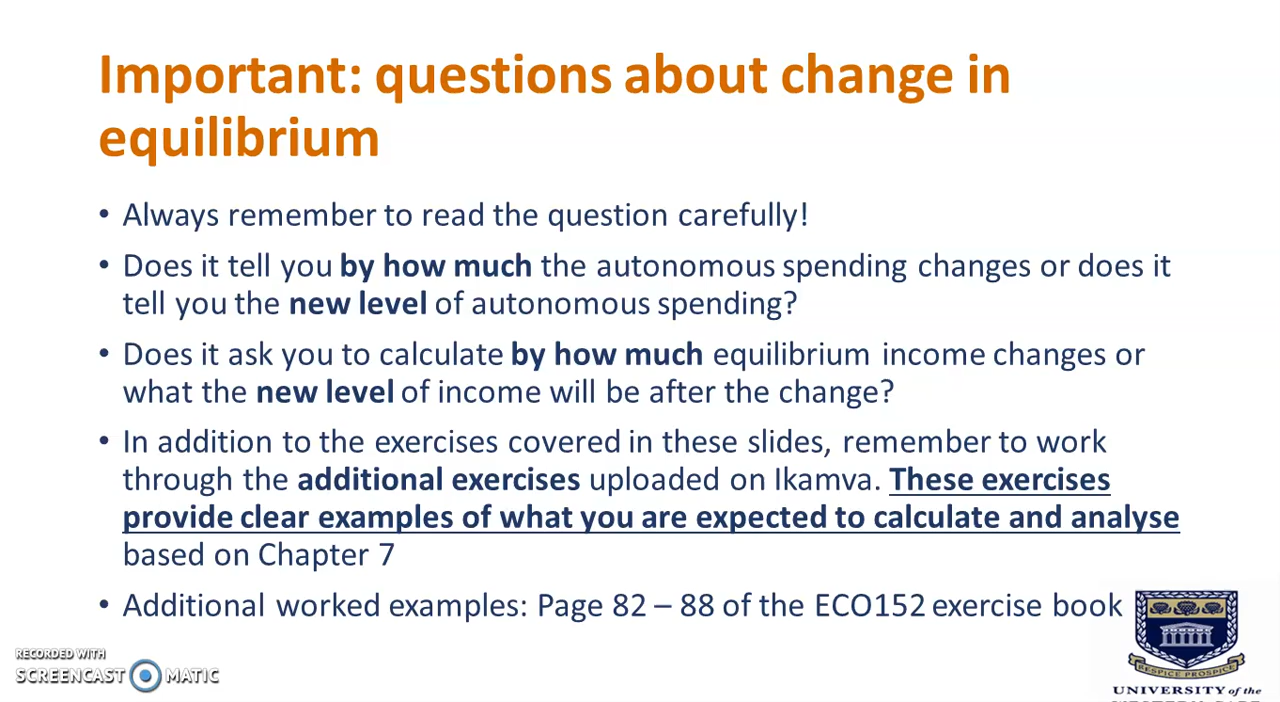 Important: questions about change in
equilibrium
• Always remember to read the question carefully!
• Does it tell you by how much the autonomous spending changes or does it
tell you the new level of autonomous spending?
• Does it ask you to calculate by how much equilibrium income changes or
what the new level of income will be after the change?
• In addition to the exercises covered in these slides, remember to work
through the additional exercises uploaded on Ikamva. These exercises
provide clear examples of what you are expected to calculate and analyse
based on Chapter 7
• Additional worked examples: Page 82 – 88 of the ECO152 exercise book
RECORDED WITH
SCREENCAST MATIC
RESPICE PROSPICE
UNIVERSITY of the
WESTERN CAPE